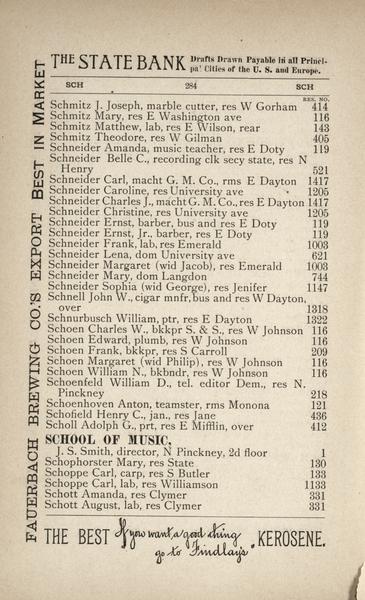 THE STATE BANK Drafts Drawn Payable in all Princi-
pa' Cities of the U. S. and Europe.
SCH 284 SCH
RES. NO.
Schmitz J. Joseph, marble cutter, res W Gorham 414
Schmitz Mary, res E Washington ave 116
Schmitz Matthew, lab, res E Wilson, rear 143
Schmitz Theodore, res W Gilman 405
Schneider Amanda, music teacher, res E Doty 119
Schneider Belle C., recording clk secy state, res N
Henry 521
Schneider Carl, macht G. M. Co., rms E Dayton 1417
Schneider Caroline, res University ave 1205
Schneider Charles J., macht G. M. Co., res E Dayton 1417
Schneider Christine, res University ave 1205
Schneider Ernst, barber, bus and res E Doty 119
Schneider Ernst, Jr., barber, res E Doty 119
Schneider Frank, lab, res Emerald 1003
Schneider Lena, dom University ave 621
Schneider Margaret (wid Jacob), res Emerald 1003
Schneider Mary, dom Langdon 744
Schneider Sophia (wid George), res Jenifer 1147
Schnell John W., cigar mnfr, bus and res W Dayton,
over 1318
Schnurbusch William, ptr, res E Dayton 1322
Schoen Charles W., bkkpr S. & S., res W Johnson 116
Schoen Edward, plumb, res W Johnson 116
Schoen Frank, bkkpr, res S Carroll 209
Schoen Margaret (wid Philip), res W Johnson 116
Schoen William N., bkbndr, res W Johnson 116
Schoenfeld William D., tel. editor Dem., res N.
Pinckney 218
Schoenhoven Anton, teamster, rms Monona 121
Schofield Henry C., jan., res Jane 436
Scholl Adolph G., prt, res E Mifflin, over 412
SCHOOL OF MUSIC,
J. S. Smith, director, N Pinckney, 2d floor 1
Schophorster Mary, res State 130
Schoppe Carl, carp, res S Butler 133
Schoppe Carl, lab, res Williamson 1133
Schott Amanda, res Clymer 331
Schott August, lab, res Clymer 331
THE BEST If you want a good thing go to Findlay's KEROSENE.
FAUERBACH BREWING CO.'S EXPORT BEST IN MARKET